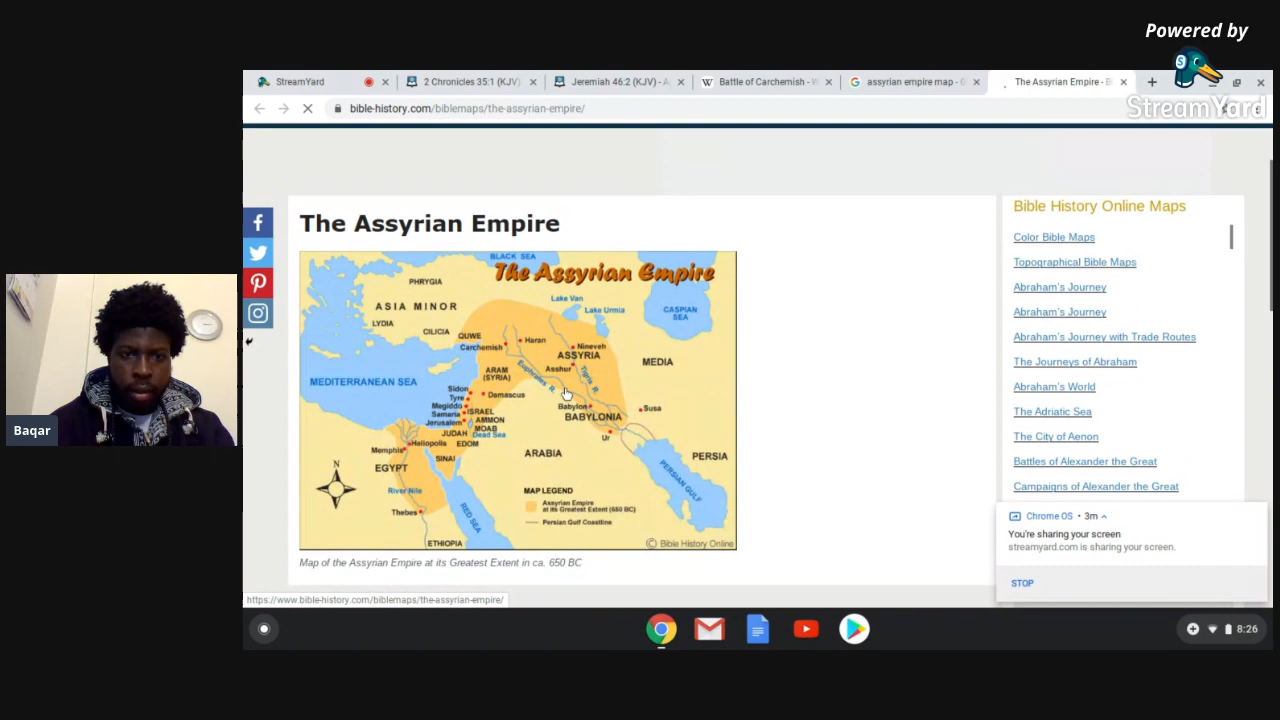 Powered by
StreamYard
StreamYard
2 Chronicles 35:1 (KJV)
Jeremiah 46:2 (KJV) - A
Battle of Carchemish - W
assyrian empire map - G
The Assyrian Empire - B
bible-history.com/biblemaps/the-assyrian-empire/
The Assyrian Empire
BLACK SEA
The Assyrian Empire
PHRYGIA
Lake Van
ASIA MINOR
Lake Urmia
CASPIAN
SEA
LYDIA
CILICIA
QUWE
Carchemish
Haran
Nineveh
ASSYRIA
MEDIA
ARAM
(SYRIA)
Asshur
Euphrates R.
Tigris R.
MEDITERRANEAN SEA
Sidon
Tyre
Damascus
Megiddo
Samaria
ISRAEL
Babylon
Susa
Jerusalem
AMMON
BABYLONIA
MOAB
JUDAH
Dead Sea
Ur
Heliopolis
EDOM
Memphis
SINAI
ARABIA
PERSIA
EGYPT
N
PERSIAN GULF
River Nile
MAP LEGEND
Assyrian Empire
at its Greatest Extent (650 BC)
Persian Gulf Coastline
Thebes
RED SEA
ETHIOPIA
© Bible History Online
Map of the Assyrian Empire at its Greatest Extent in ca. 650 BC
Bible History Online Maps
Color Bible Maps
Topographical Bible Maps
Abraham's Journey
Abraham's Journey
Abraham's Journey with Trade Routes
The Journeys of Abraham
Abraham's World
The Adriatic Sea
The City of Aenon
Battles of Alexander the Great
Campaigns of Alexander the Great
Chrome OS • 3m
You're sharing your screen
streamyard.com is sharing your screen.
STOP
https://www.bible-history.com/biblemaps/the-assyrian-empire/
8:26
Baqar